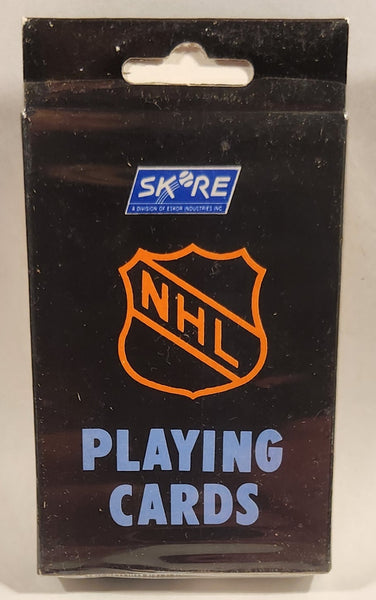 SKORE
A DIVISION OF ESKOR INDUSTRIES INC.
NHL
PLAYING
CARDS